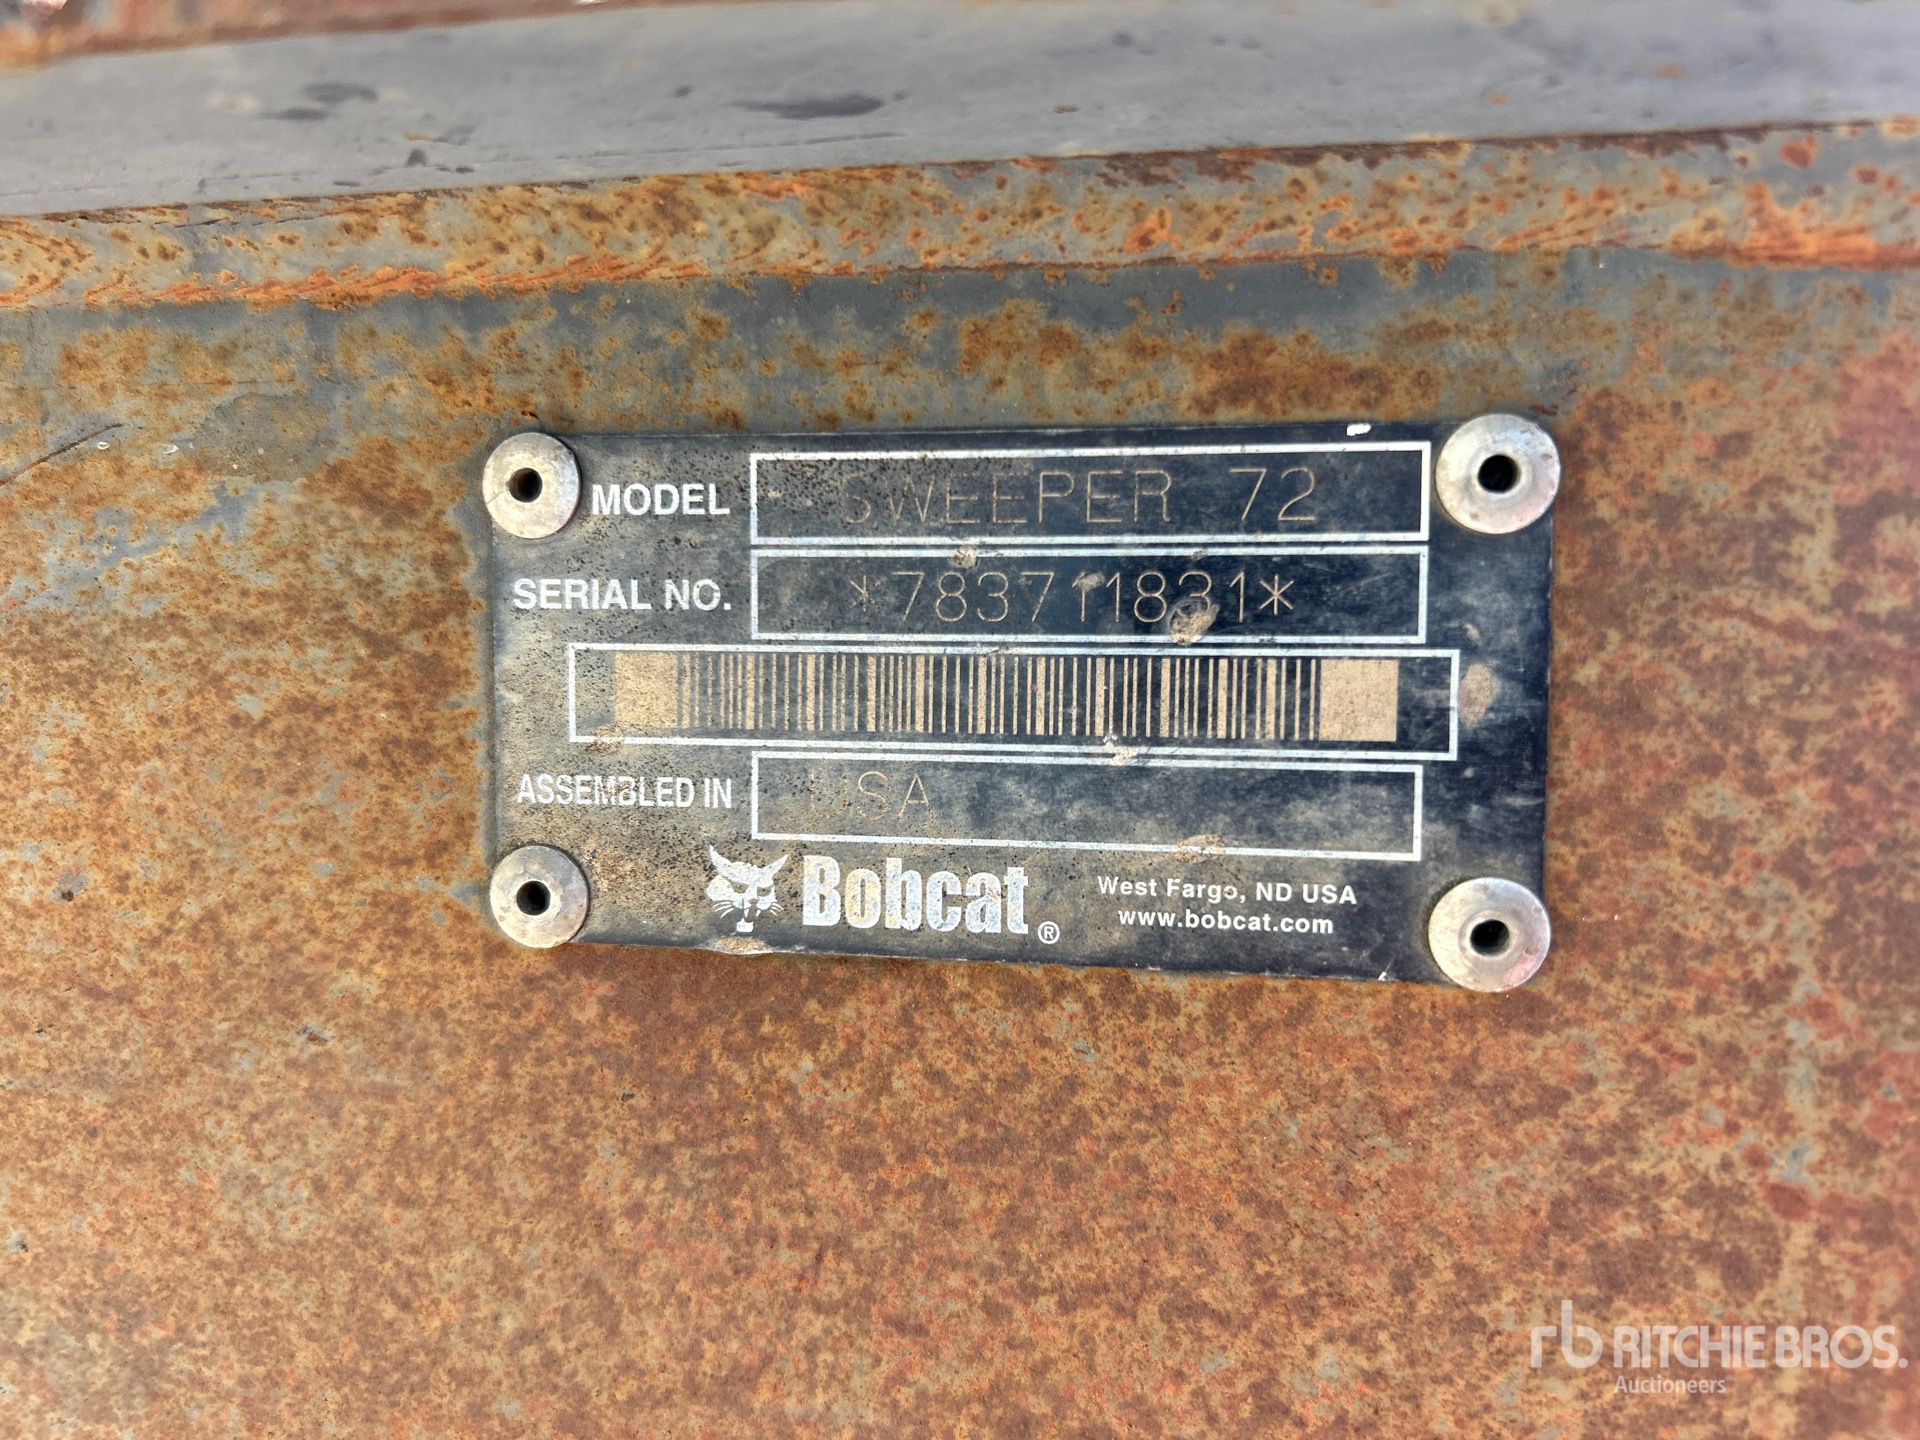 MODEL SWEEPER 72
SERIAL NO. *783711831*
ASSEMBLED IN USA
Bobcat®
West Fargo, ND USA
www.bobcat.com
rb RITCHIE BROS.
Auctioneers